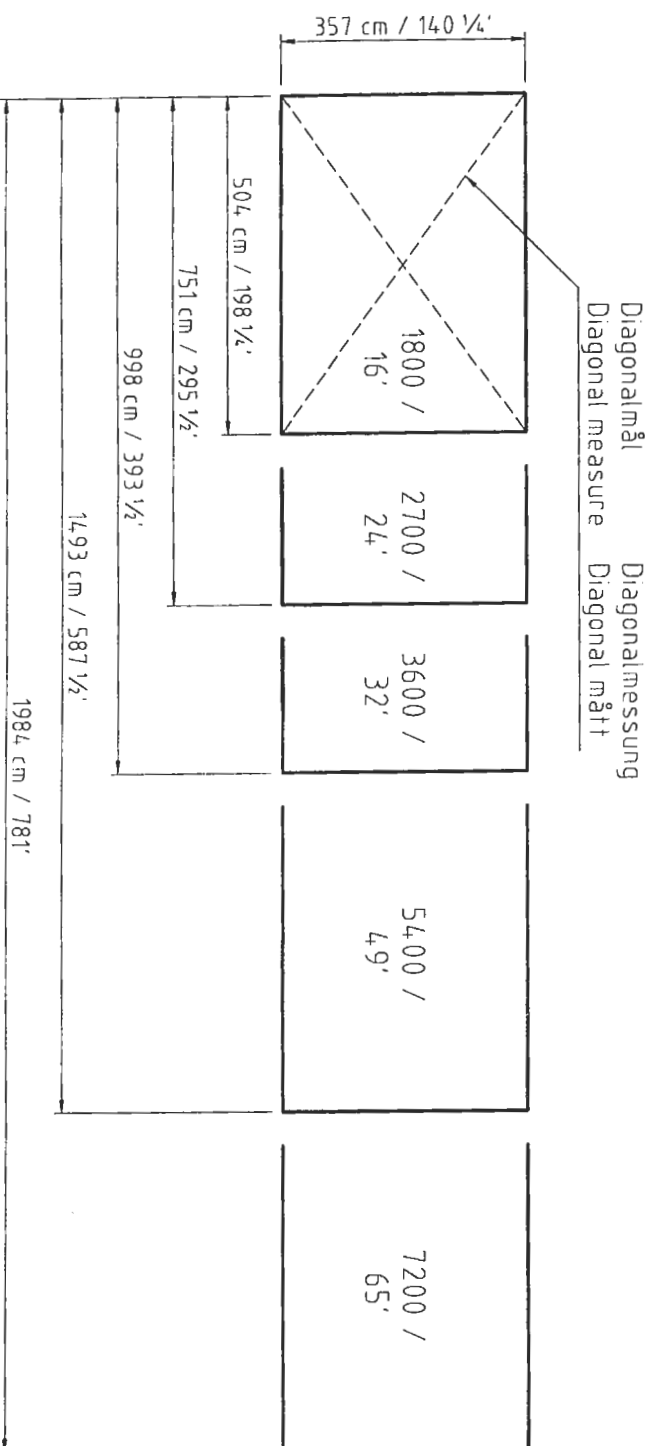 357 cm / 140 ¼'
Diagonalmål Diagonalmessung
Diagonal measure Diagonal mått
1800 /
16'
2700 /
24'
3600 /
32'
5400 /
49'
7200 /
65'
504 cm / 198 ¼'
751 cm / 295 ½'
998 cm / 393 ½'
1493 cm / 587 ½'
1984 cm / 781'